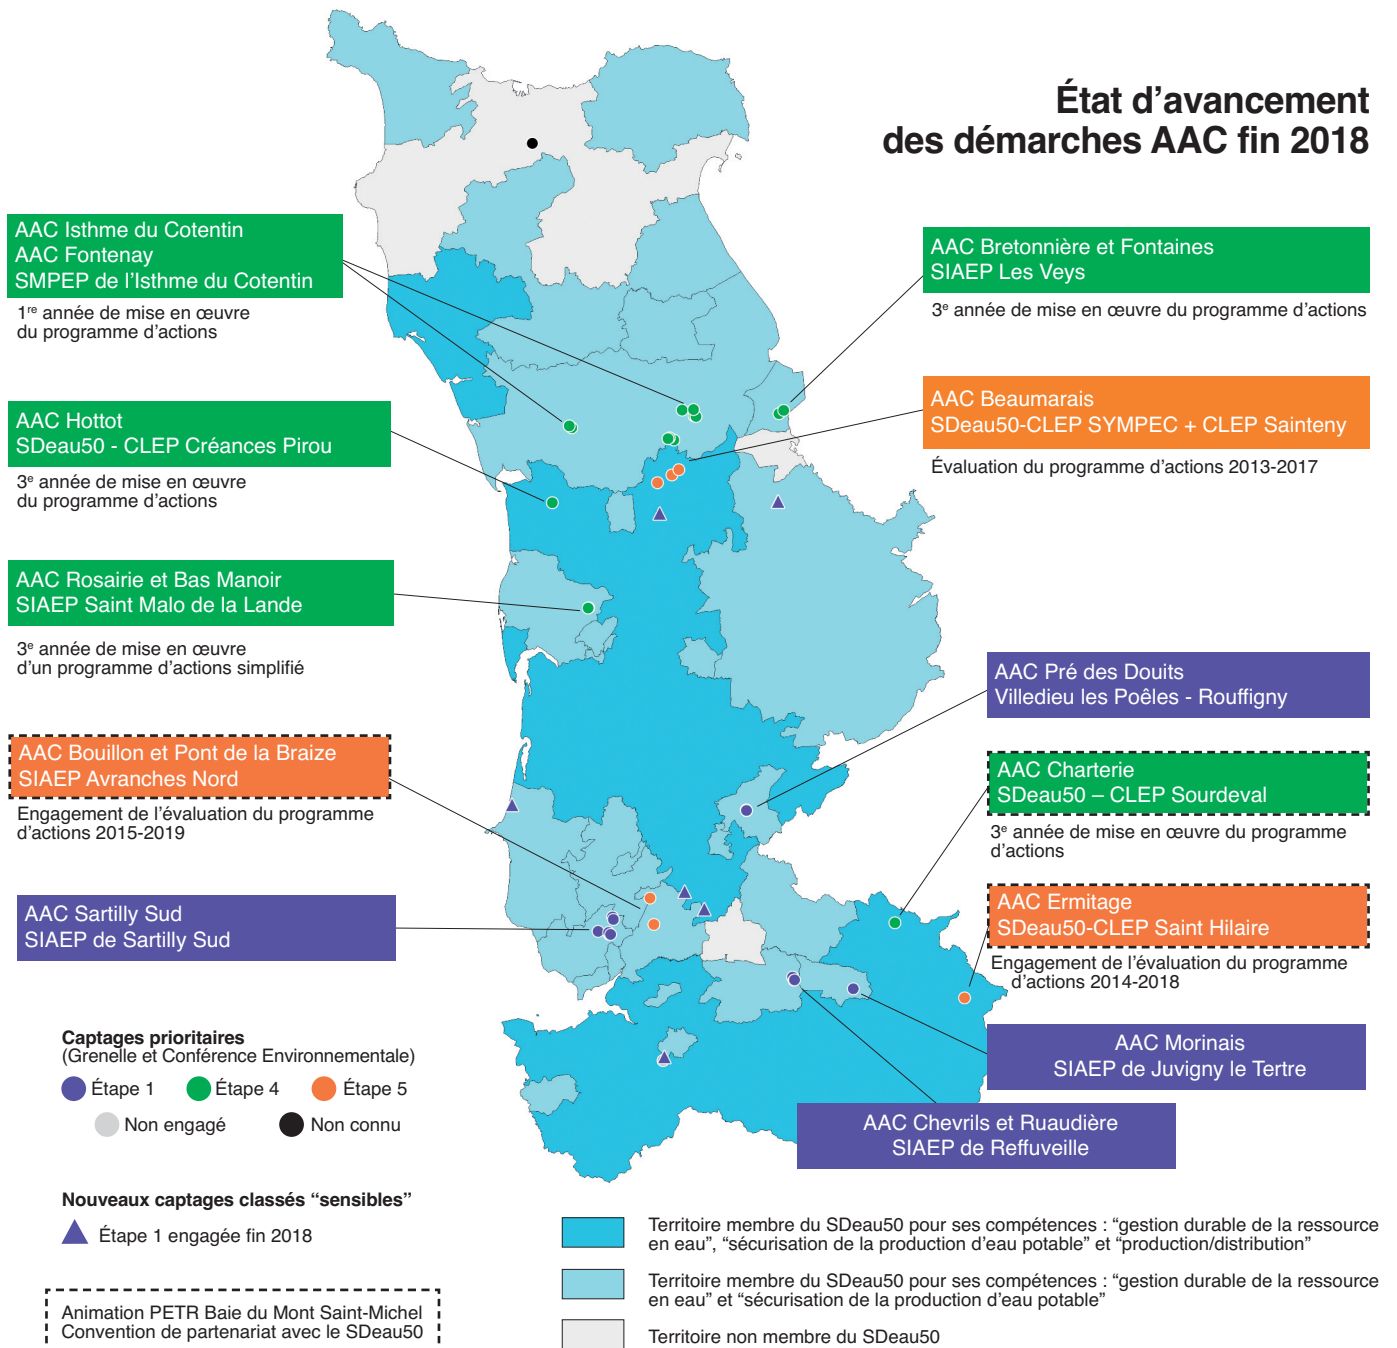 État d’avancement
des démarches AAC fin 2018
AAC Isthme du Cotentin
AAC Fontenay
SMPEP de l’Isthme du Cotentin
1re année de mise en œuvre
du programme d’actions
AAC Hottot
SDeau50 - CLEP Créances Pirou
3e année de mise en œuvre
du programme d’actions
AAC Rosairie et Bas Manoir
SIAEP Saint Malo de la Lande
3e année de mise en œuvre
d’un programme d’actions simplifié
AAC Bouillon et Pont de la Braize
SIAEP Avranches Nord
Engagement de l’évaluation du programme
d’actions 2015-2019
AAC Sartilly Sud
SIAEP de Sartilly Sud
AAC Bretonnière et Fontaines
SIAEP Les Veys
3e année de mise en œuvre du programme d’actions
AAC Beaumarais
SDeau50-CLEP SYMPEC + CLEP Sainteny
Évaluation du programme d’actions 2013-2017
AAC Pré des Douits
Villedieu les Poêles - Rouffigny
AAC Charterie
SDeau50 – CLEP Sourdeval
3e année de mise en œuvre du programme
d’actions
AAC Ermitage
SDeau50-CLEP Saint Hilaire
Engagement de l’évaluation du programme
d’actions 2014-2018
AAC Morinais
SIAEP de Juvigny le Tertre
AAC Chevrils et Ruaudière
SIAEP de Reffuveille
Captages prioritaires
(Grenelle et Conférence Environnementale)
Étape 1 Étape 4 Étape 5
Non engagé Non connu
Nouveaux captages classés “sensibles”
Étape 1 engagée fin 2018
Animation PETR Baie du Mont Saint-Michel
Convention de partenariat avec le SDeau50
Territoire membre du SDeau50 pour ses compétences : “gestion durable de la ressource
en eau”, “sécurisation de la production d’eau potable” et “production/distribution”
Territoire membre du SDeau50 pour ses compétences : “gestion durable de la ressource
en eau” et “sécurisation de la production d’eau potable”
Territoire non membre du SDeau50